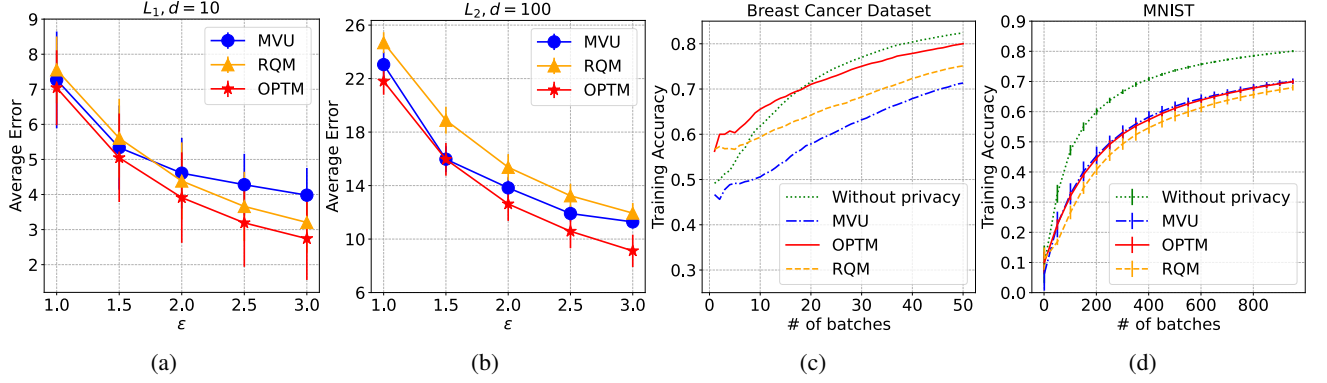 L₁, d = 10
9
8
7
6
5
4
3
2
Average Error
1.0 1.5 2.0 2.5 3.0
ε
MVU
RQM
OPTM
(a)
L₂, d = 100
26
22
18
14
10
6
Average Error
1.0 1.5 2.0 2.5 3.0
ε
MVU
RQM
OPTM
(b)
Breast Cancer Dataset
0.8
0.7
0.6
0.5
0.4
0.3
Training Accuracy
0 10 20 30 40 50
# of batches
Without privacy
MVU
OPTM
RQM
(c)
MNIST
0.9
0.8
0.7
0.6
0.5
0.4
0.3
0.2
0.1
0.0
Training Accuracy
0 200 400 600 800
# of batches
Without privacy
MVU
OPTM
RQM
(d)